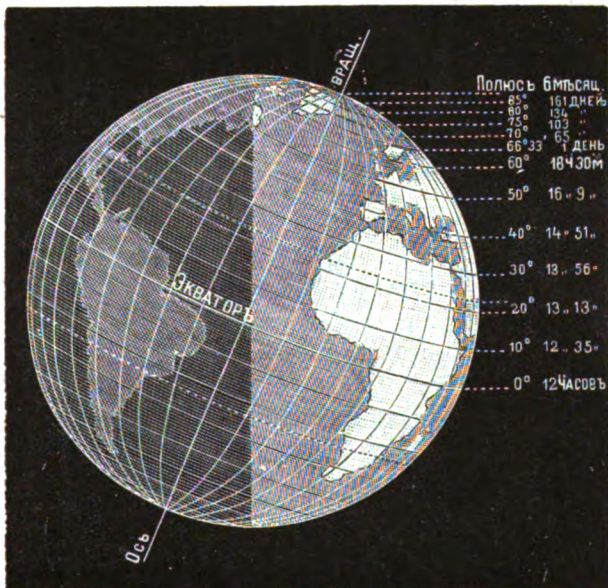 вращ.
Полюсъ 6 мѣсяц.
85° 161 дней
80° 134 "
75° 103 "
70° 65 "
66°33' 1 день
60° 18ч 30м
50° 16 " 9 "
40° 14 " 51 "
30° 13 " 56 "
20° 13 " 13 "
10° 12 " 35 "
0° 12 часовъ
Экваторъ
Ось